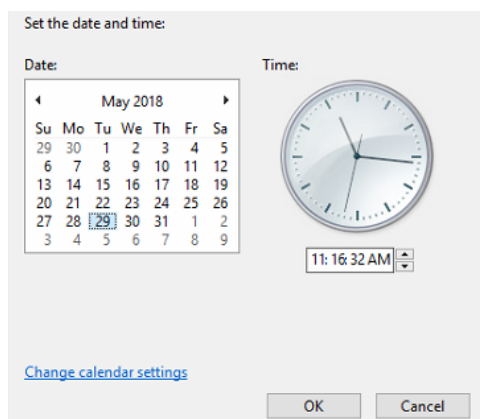 Set the date and time:
Date:
Time:
May 2018
Su Mo Tu We Th Fr Sa
29 30 1 2 3 4 5
6 7 8 9 10 11 12
13 14 15 16 17 18 19
20 21 22 23 24 25 26
27 28 29 30 31 1 2
3 4 5 6 7 8 9
11:16:32 AM
Change calendar settings
OK
Cancel